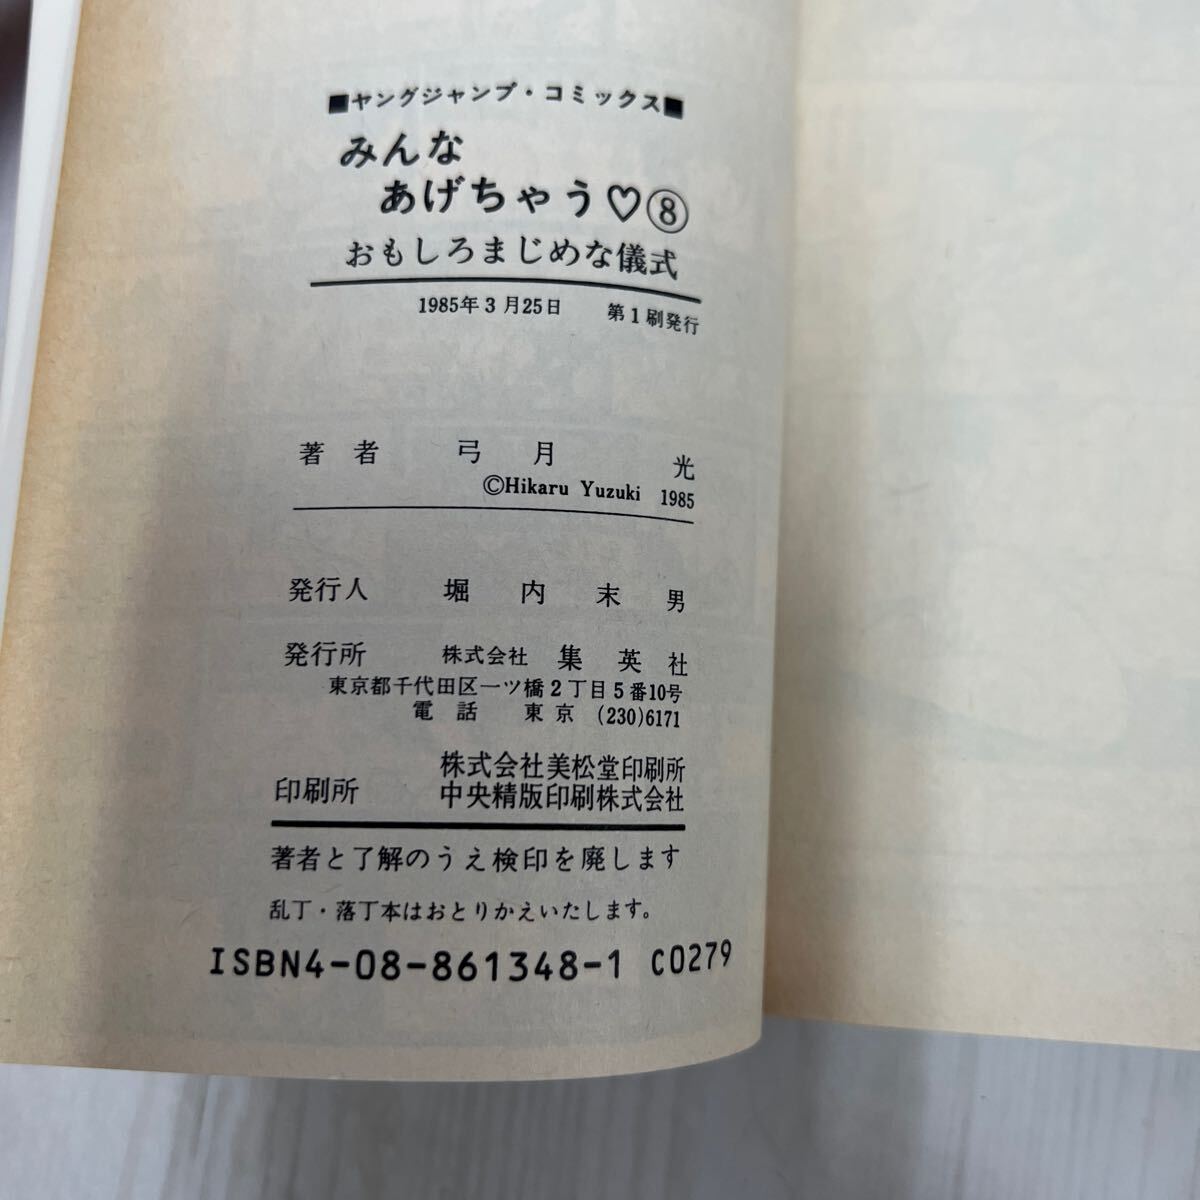 ■ヤングジャンプ・コミックス■
みんな
あげちゃう♡⑧
おもしろまじめな儀式
1985年3月25日 第1刷発行
著者 弓月 光
©Hikaru Yuzuki 1985
発行人 堀内末男
発行所 株式会社 集英社
東京都千代田区一ツ橋2丁目5番10号
電話 東京 (230)6171
印刷所 株式会社美松堂印刷所
中央精版印刷株式会社
著者と了解のうえ検印を廃します
乱丁・落丁本はおとりかえいたします。
ISBN4-08-861348-1 C0279